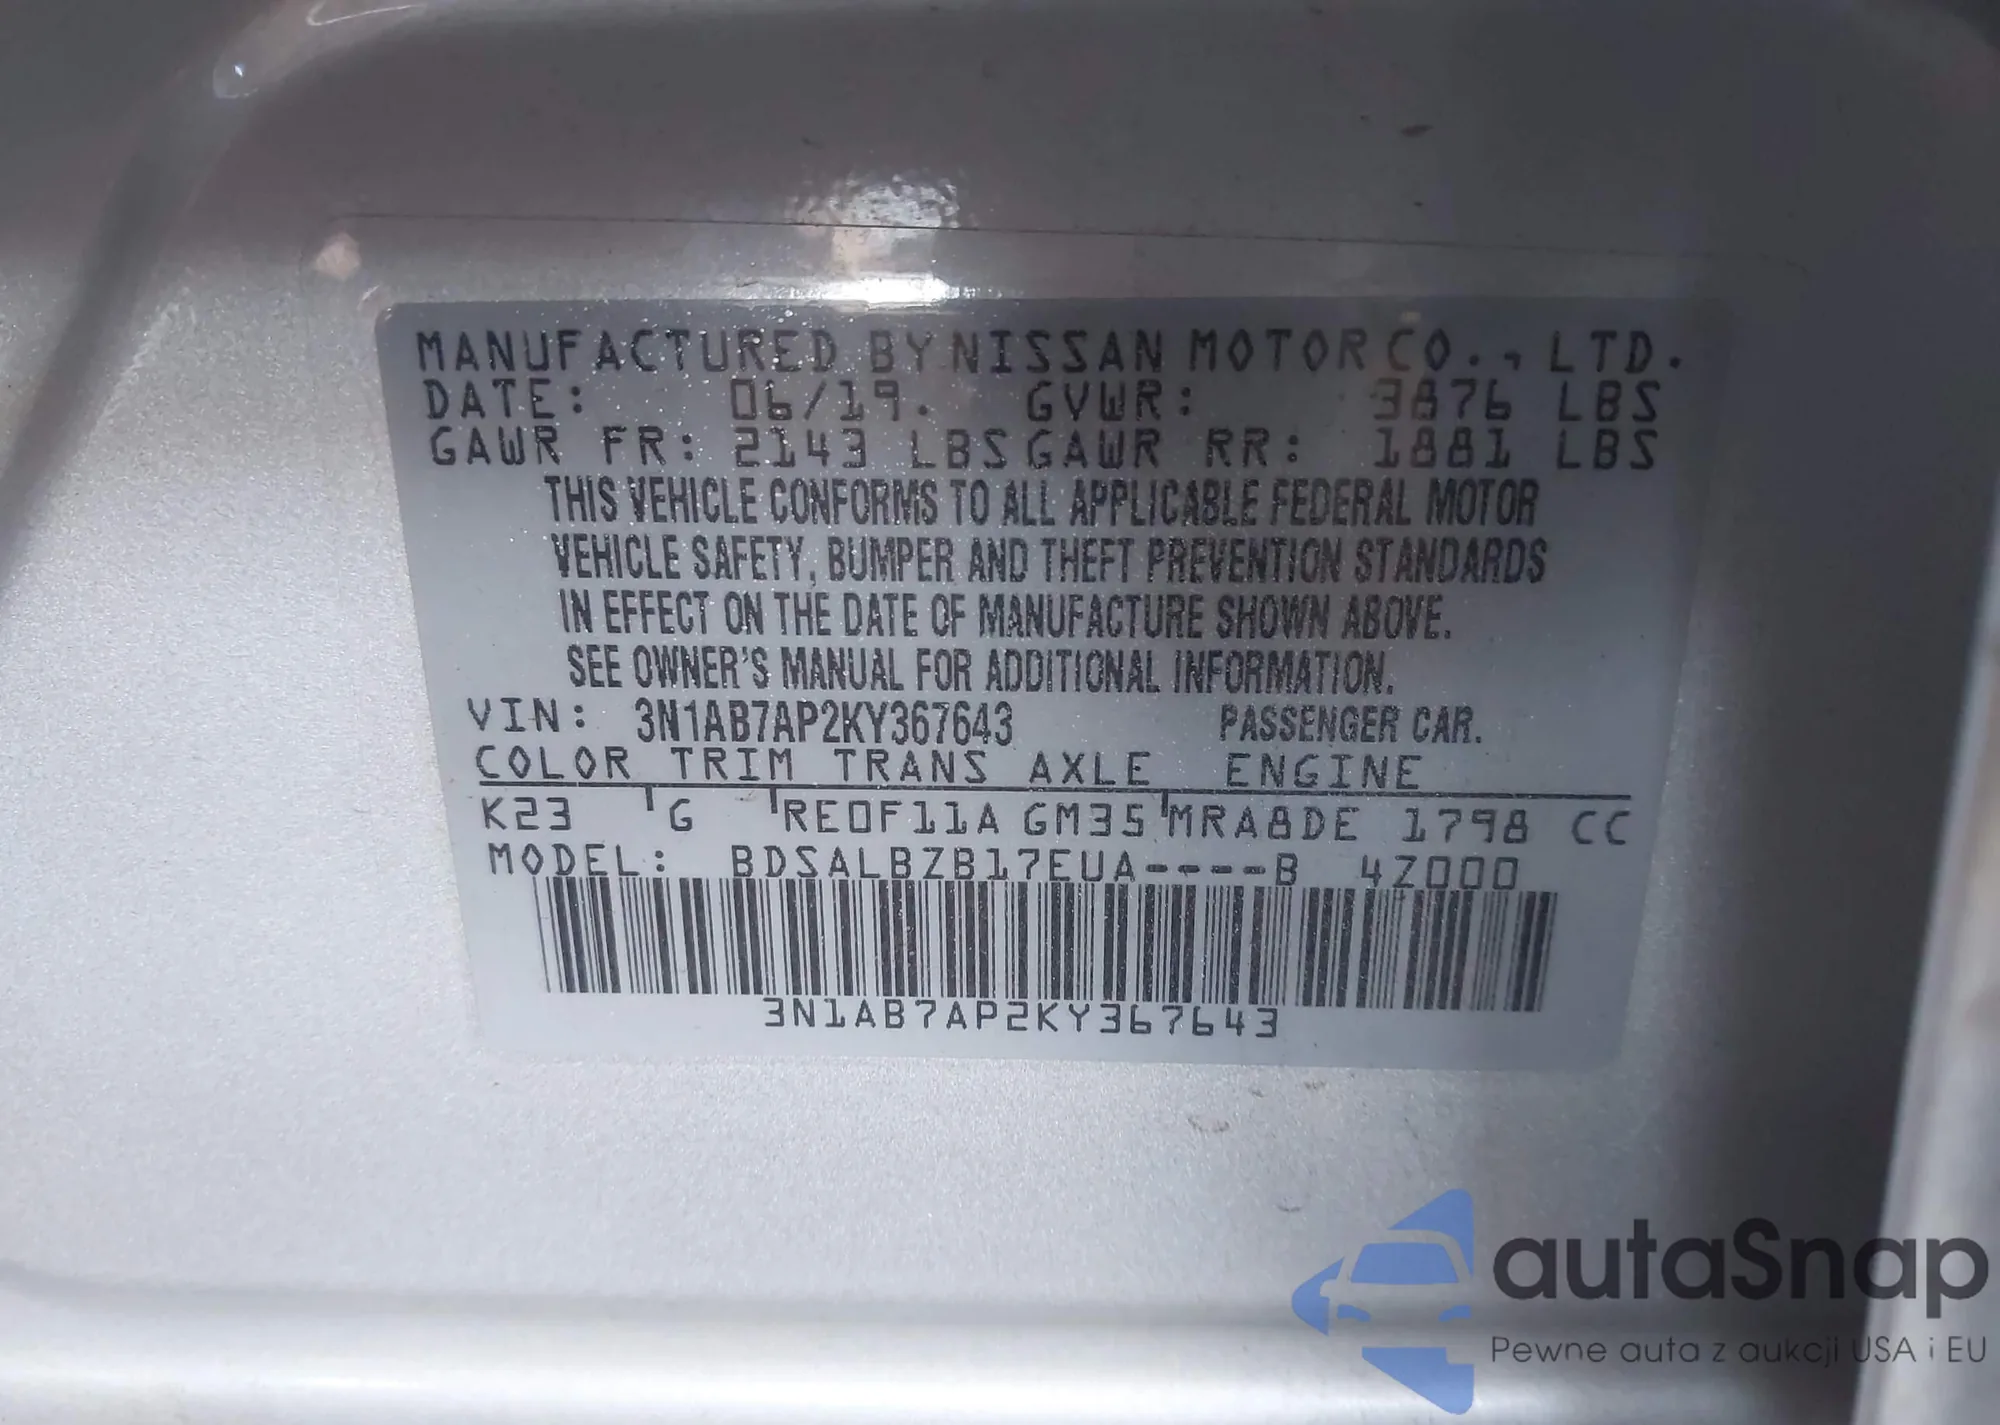 MANUFACTURED BY NISSAN MOTOR CO., LTD.
DATE: 06/19. GVWR: 3876 LBS
GAWR FR: 2143 LBS GAWR RR: 1881 LBS
THIS VEHICLE CONFORMS TO ALL APPLICABLE FEDERAL MOTOR
VEHICLE SAFETY, BUMPER AND THEFT PREVENTION STANDARDS
IN EFFECT ON THE DATE OF MANUFACTURE SHOWN ABOVE.
SEE OWNER'S MANUAL FOR ADDITIONAL INFORMATION.
VIN: 3N1AB7AP2KY367643 PASSENGER CAR.
COLOR TRIM TRANS AXLE ENGINE
K23 G RE0F11A GM35 MRA8DE 1798 CC
MODEL: BDSALBZB17EUA----B 4Z000
3N1AB7AP2KY367643
autaSnap
Pewne auta z aukcji USA i EU